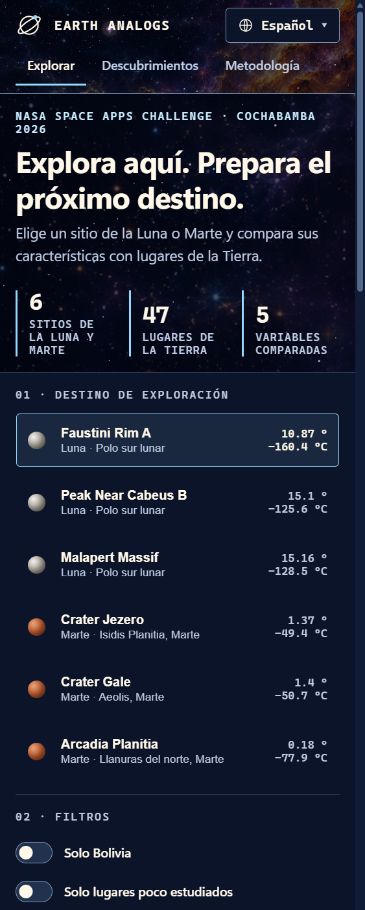 EARTH ANALOGS
Español
Explorar Descubrimientos Metodología
NASA SPACE APPS CHALLENGE · COCHABAMBA
2026
Explora aquí. Prepara el
próximo destino.
Elige un sitio de la Luna o Marte y compara sus
características con lugares de la Tierra.
6
SITIOS DE
LA LUNA Y
MARTE
47
LUGARES DE
LA TIERRA
5
VARIABLES
COMPARADAS
01 · DESTINO DE EXPLORACIÓN
Faustini Rim A 10.87 °
Luna · Polo sur lunar −160.4 °C
Peak Near Cabeus B 15.1 °
Luna · Polo sur lunar −125.6 °C
Malapert Massif 15.16 °
Luna · Polo sur lunar −128.5 °C
Crater Jezero 1.37 °
Marte · Isidis Planitia, Marte −49.4 °C
Crater Gale 1.4 °
Marte · Aeolis, Marte −50.7 °C
Arcadia Planitia 0.18 °
Marte · Llanuras del norte, Marte −77.9 °C
02 · FILTROS
Solo Bolivia
Solo lugares poco estudiados